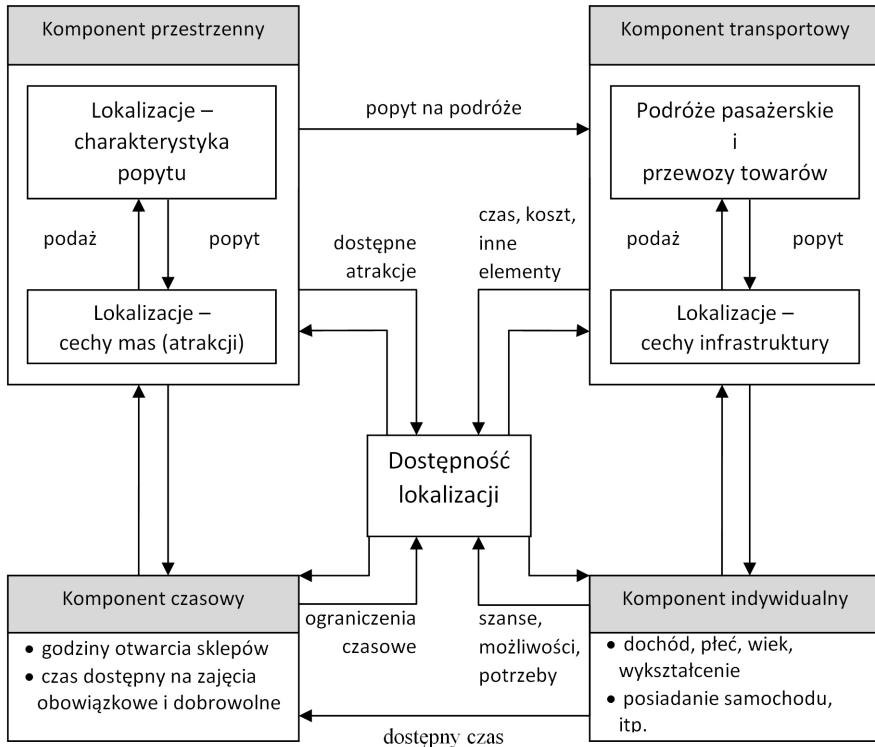 Komponent przestrzenny
Lokalizacje –
charakterystyka
popytu
podaż
popyt
Lokalizacje –
cechy mas (atrakcji)
popyt na podróże
Komponent transportowy
Podróże pasażerskie
i
przewozy towarów
podaż
popyt
Lokalizacje –
cechy infrastruktury
dostępne
atrakcje
czas, koszt,
inne
elementy
Dostępność
lokalizacji
Komponent czasowy
• godziny otwarcia sklepów
• czas dostępny na zajęcia
obowiązkowe i dobrowolne
ograniczenia
czasowe
szanse,
możliwości,
potrzeby
Komponent indywidualny
• dochód, płeć, wiek,
wykształcenie
• posiadanie samochodu,
itp.
dostępny czas